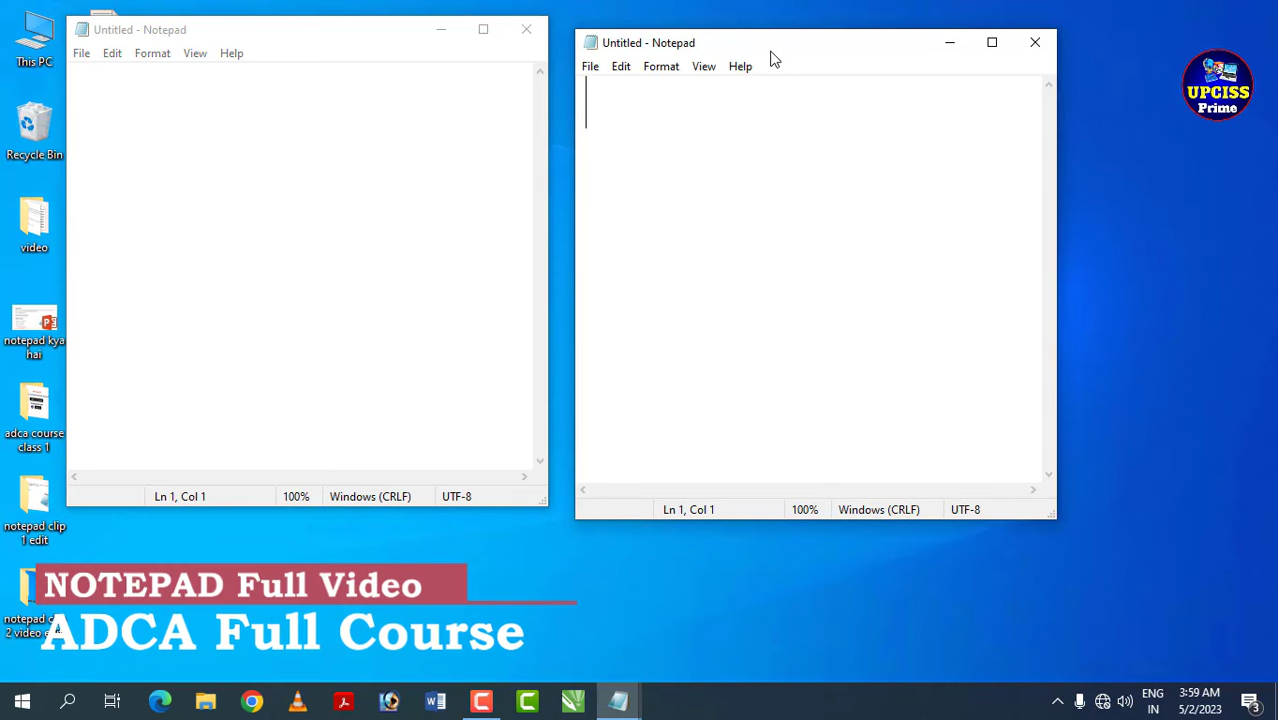 This PC
Recycle Bin
video
notepad kya
hai
adca course
class 1
notepad clip
1 edit
Untitled - Notepad
File Edit Format View Help
Ln 1, Col 1 100% Windows (CRLF) UTF-8
Untitled - Notepad
File Edit Format View Help
Ln 1, Col 1 100% Windows (CRLF) UTF-8
UPCISS
Prime
NOTEPAD Full Video
ADCA Full Course
ENG
IN
3:59 AM
5/2/2023
3